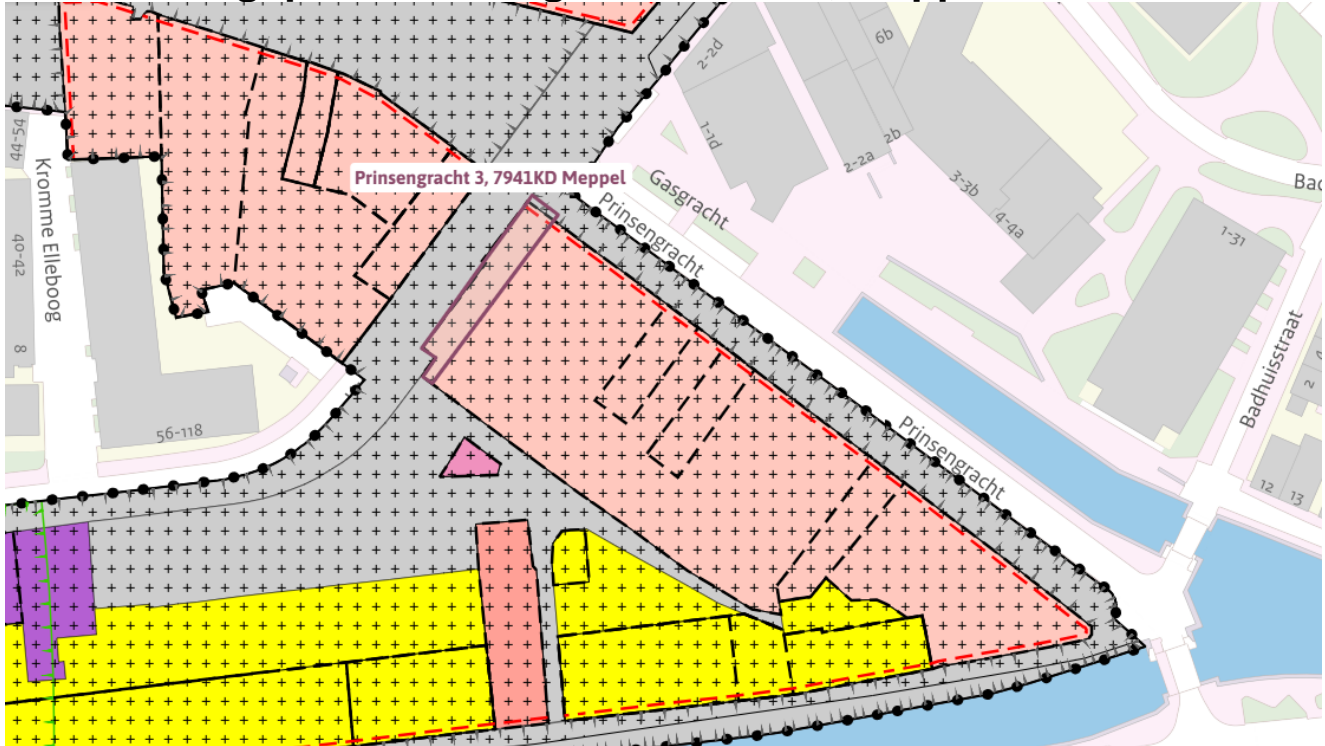 6b
2-2d
44-54
1-1d
2b
2-2a
Kromme Elleboog
Prinsengracht 3, 7941KD Meppel
3-3b
Gasgracht
Bad
Prinsengracht
4-4a
1-31
40-42
8
Badhuisstraat
4
2
56-118
Prinsengracht
12
13